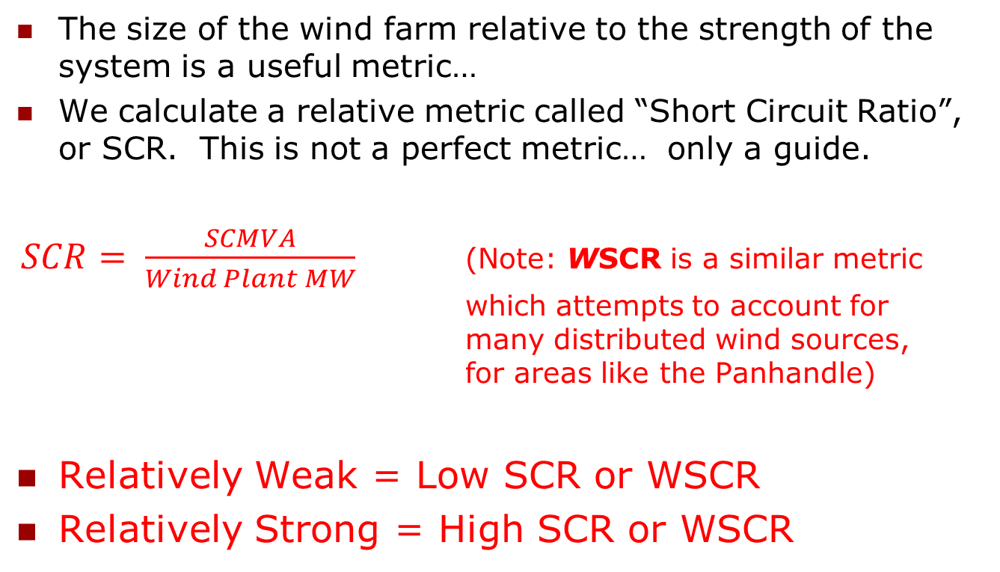 ■ The size of the wind farm relative to the strength of the
system is a useful metric…
■ We calculate a relative metric called “Short Circuit Ratio”,
or SCR.  This is not a perfect metric…  only a guide.
SCR = SCMVA / Wind Plant MW
(Note: WSCR is a similar metric
which attempts to account for
many distributed wind sources,
for areas like the Panhandle)
■ Relatively Weak = Low SCR or WSCR
■ Relatively Strong = High SCR or WSCR